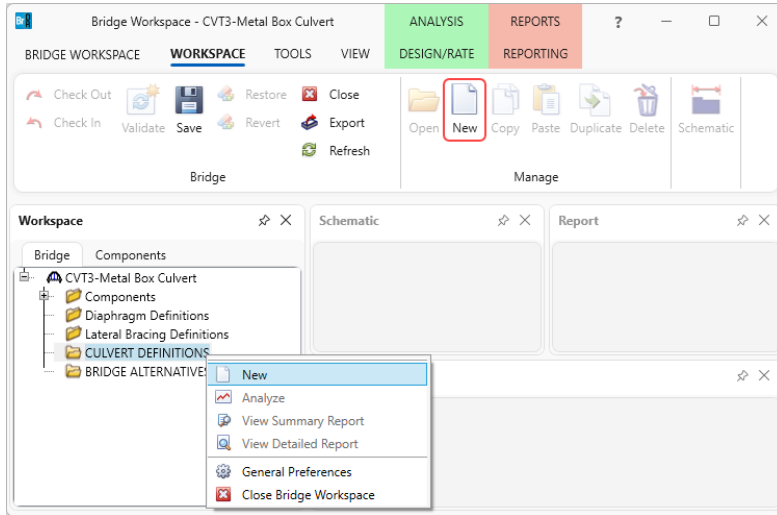 Br Bridge Workspace - CVT3-Metal Box Culvert ANALYSIS REPORTS ? 
BRIDGE WORKSPACE WORKSPACE TOOLS VIEW DESIGN/RATE REPORTING
Check Out Restore Close
Check In Validate Save Revert Export Open New Copy Paste Duplicate Delete Schematic
Refresh
Bridge Manage
Workspace Schematic Report
Bridge Components
CVT3-Metal Box Culvert
Components
Diaphragm Definitions
Lateral Bracing Definitions
CULVERT DEFINITIONS
BRIDGE ALTERNATIVES
New
Analyze
View Summary Report
View Detailed Report
General Preferences
Close Bridge Workspace